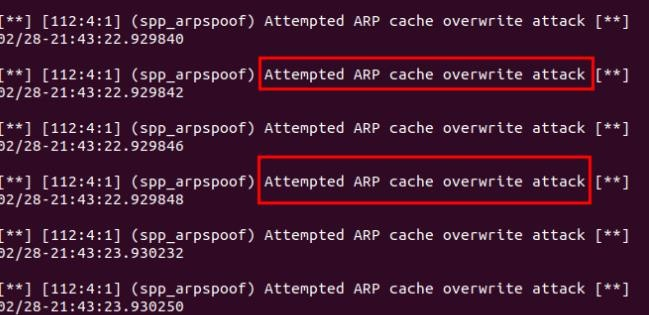 [**] [112:4:1] (spp_arpspoof) Attempted ARP cache overwrite attack [**]
02/28-21:43:22.929840
[**] [112:4:1] (spp_arpspoof) Attempted ARP cache overwrite attack [**]
02/28-21:43:22.929842
[**] [112:4:1] (spp_arpspoof) Attempted ARP cache overwrite attack [**]
02/28-21:43:22.929846
[**] [112:4:1] (spp_arpspoof) Attempted ARP cache overwrite attack [**]
02/28-21:43:22.929848
[**] [112:4:1] (spp_arpspoof) Attempted ARP cache overwrite attack [**]
02/28-21:43:23.930232
[**] [112:4:1] (spp_arpspoof) Attempted ARP cache overwrite attack [**]
02/28-21:43:23.930250